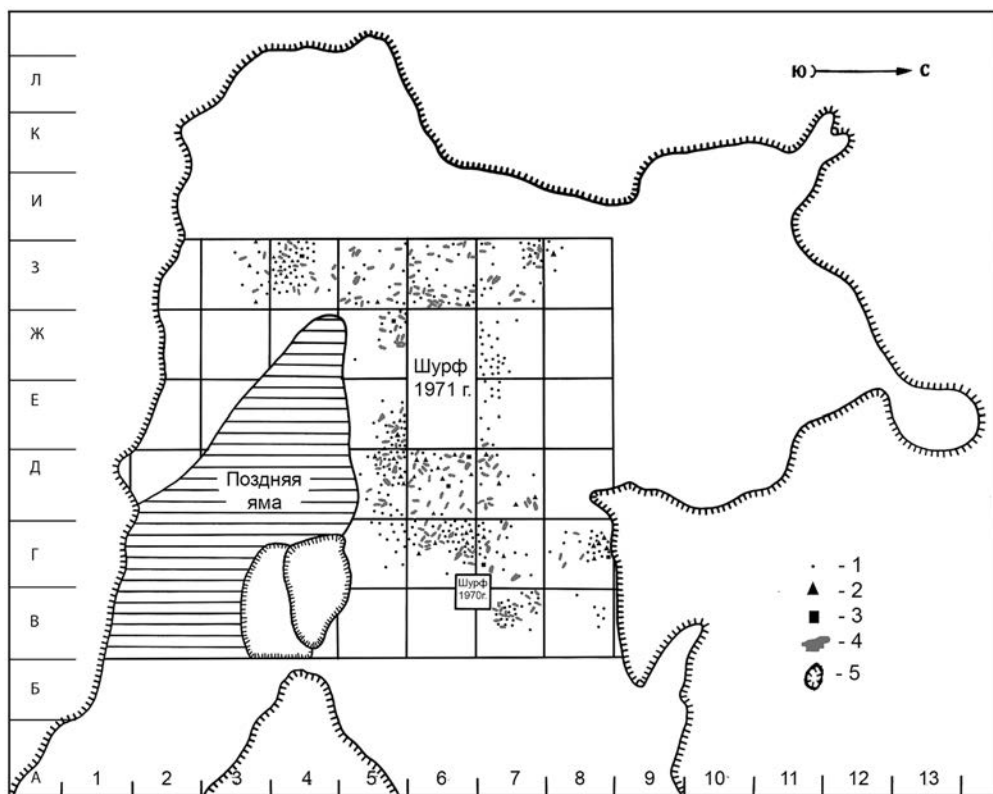 Л
Ю С
К
И
З
Ж
Шурф
1971 г.
Е
Д
Поздняя
яма
Г
- 1
Шурф
1970г.
- 2
В
- 3
- 4
- 5
Б
А 1 2 3 4 5 6 7 8 9 10 11 12 13